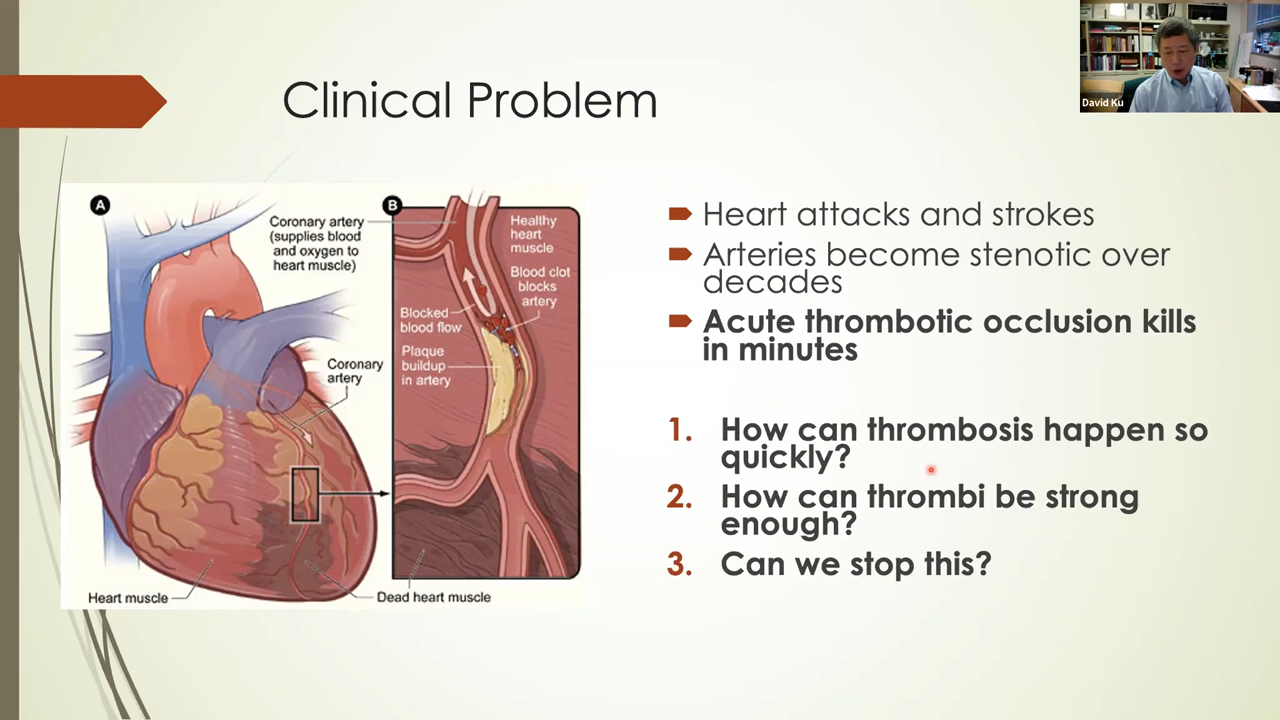 Clinical Problem
David Ku
A
B
Coronary artery
(supplies blood
and oxygen to
heart muscle)
Healthy
heart
muscle
Blood clot
blocks
artery
Blocked
blood flow
Plaque
buildup
in artery
Coronary
artery
Heart muscle
Dead heart muscle
Heart attacks and strokes
Arteries become stenotic over
decades
Acute thrombotic occlusion kills
in minutes
1. How can thrombosis happen so
quickly?
2. How can thrombi be strong
enough?
3. Can we stop this?